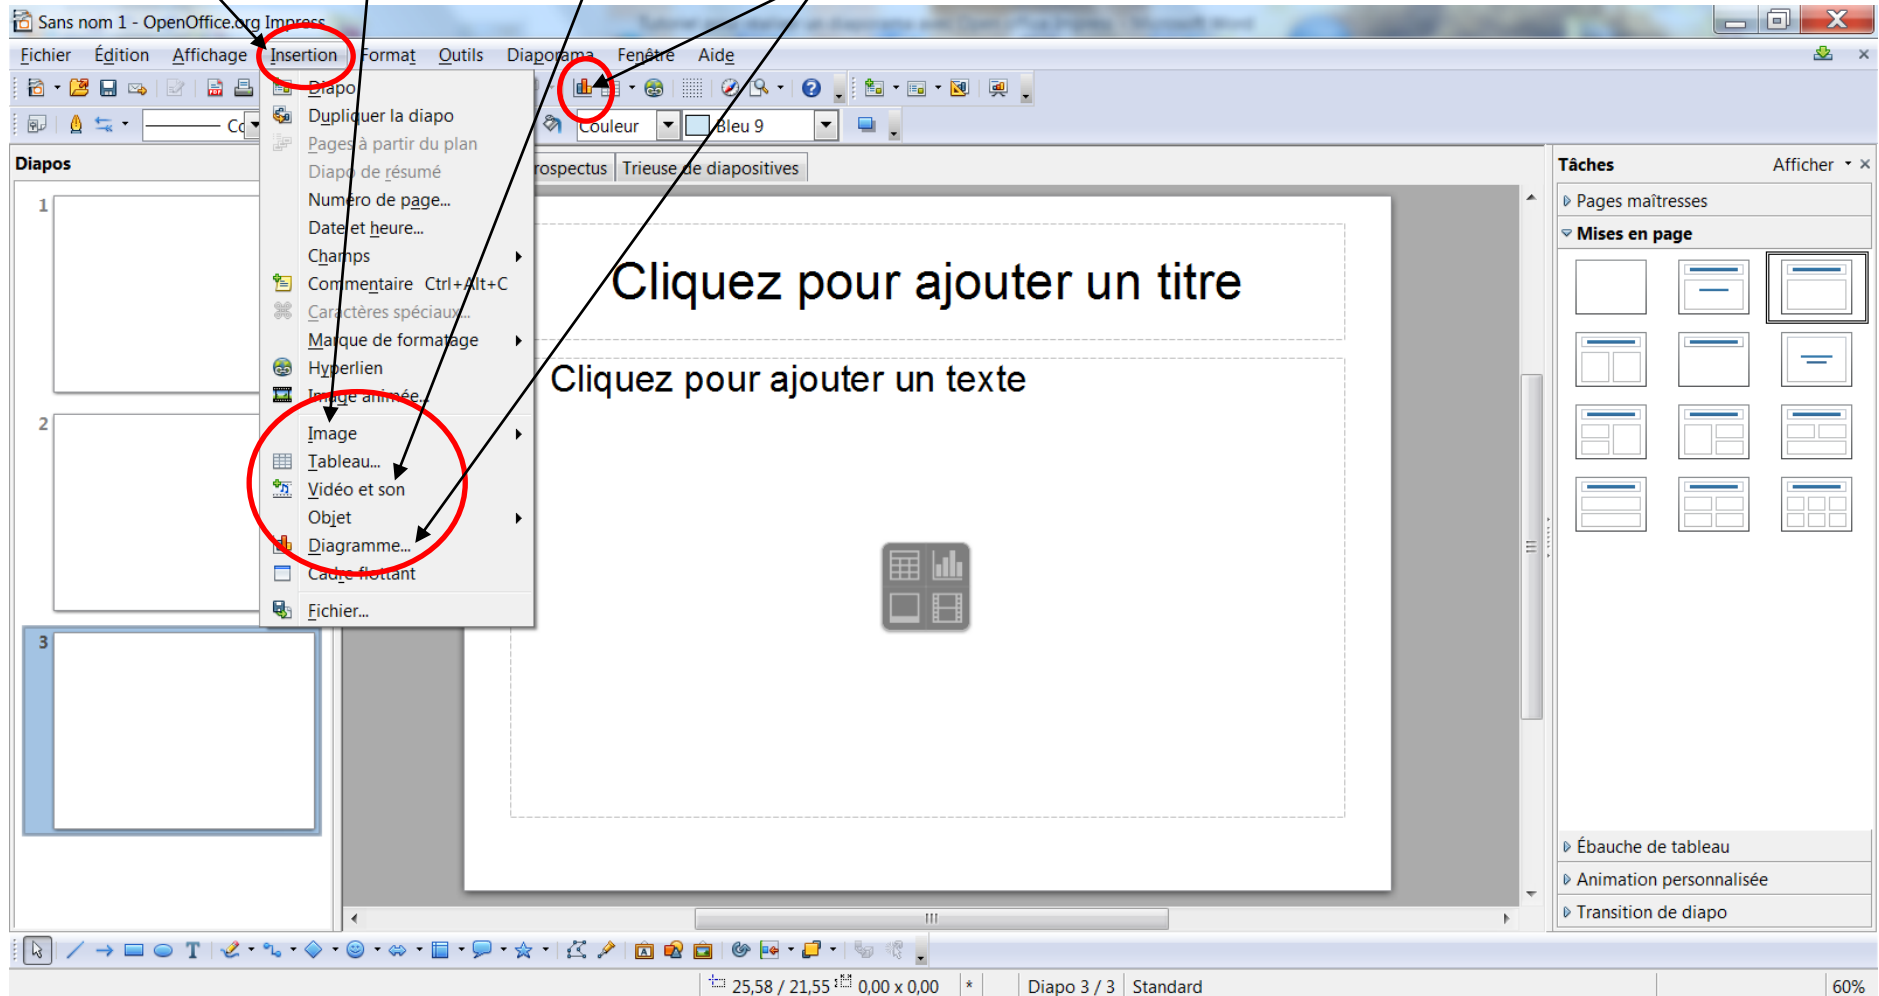 Sans nom 1 - OpenOffice.org Impress
Fichier Édition Affichage Insertion Format Outils Diaporama Fenêtre Aide
Couleur Bleu 9
Diapos
rospectus Trieuse de diapositives
Tâches Afficher
1
2
3
Diapo
Dupliquer la diapo
Pages à partir du plan
Diapo de résumé
Numéro de page...
Date et heure...
Champs
Commentaire Ctrl+Alt+C
Caractères spéciaux...
Marque de formatage
Hyperlien
Image animée...
Image
Tableau...
Vidéo et son
Objet
Diagramme...
Cadre flottant
Fichier...
Cliquez pour ajouter un titre
Cliquez pour ajouter un texte
Pages maîtresses
Mises en page
Ébauche de tableau
Animation personnalisée
Transition de diapo
25,58 / 21,55 0,00 x 0,00 * Diapo 3 / 3 Standard 60%